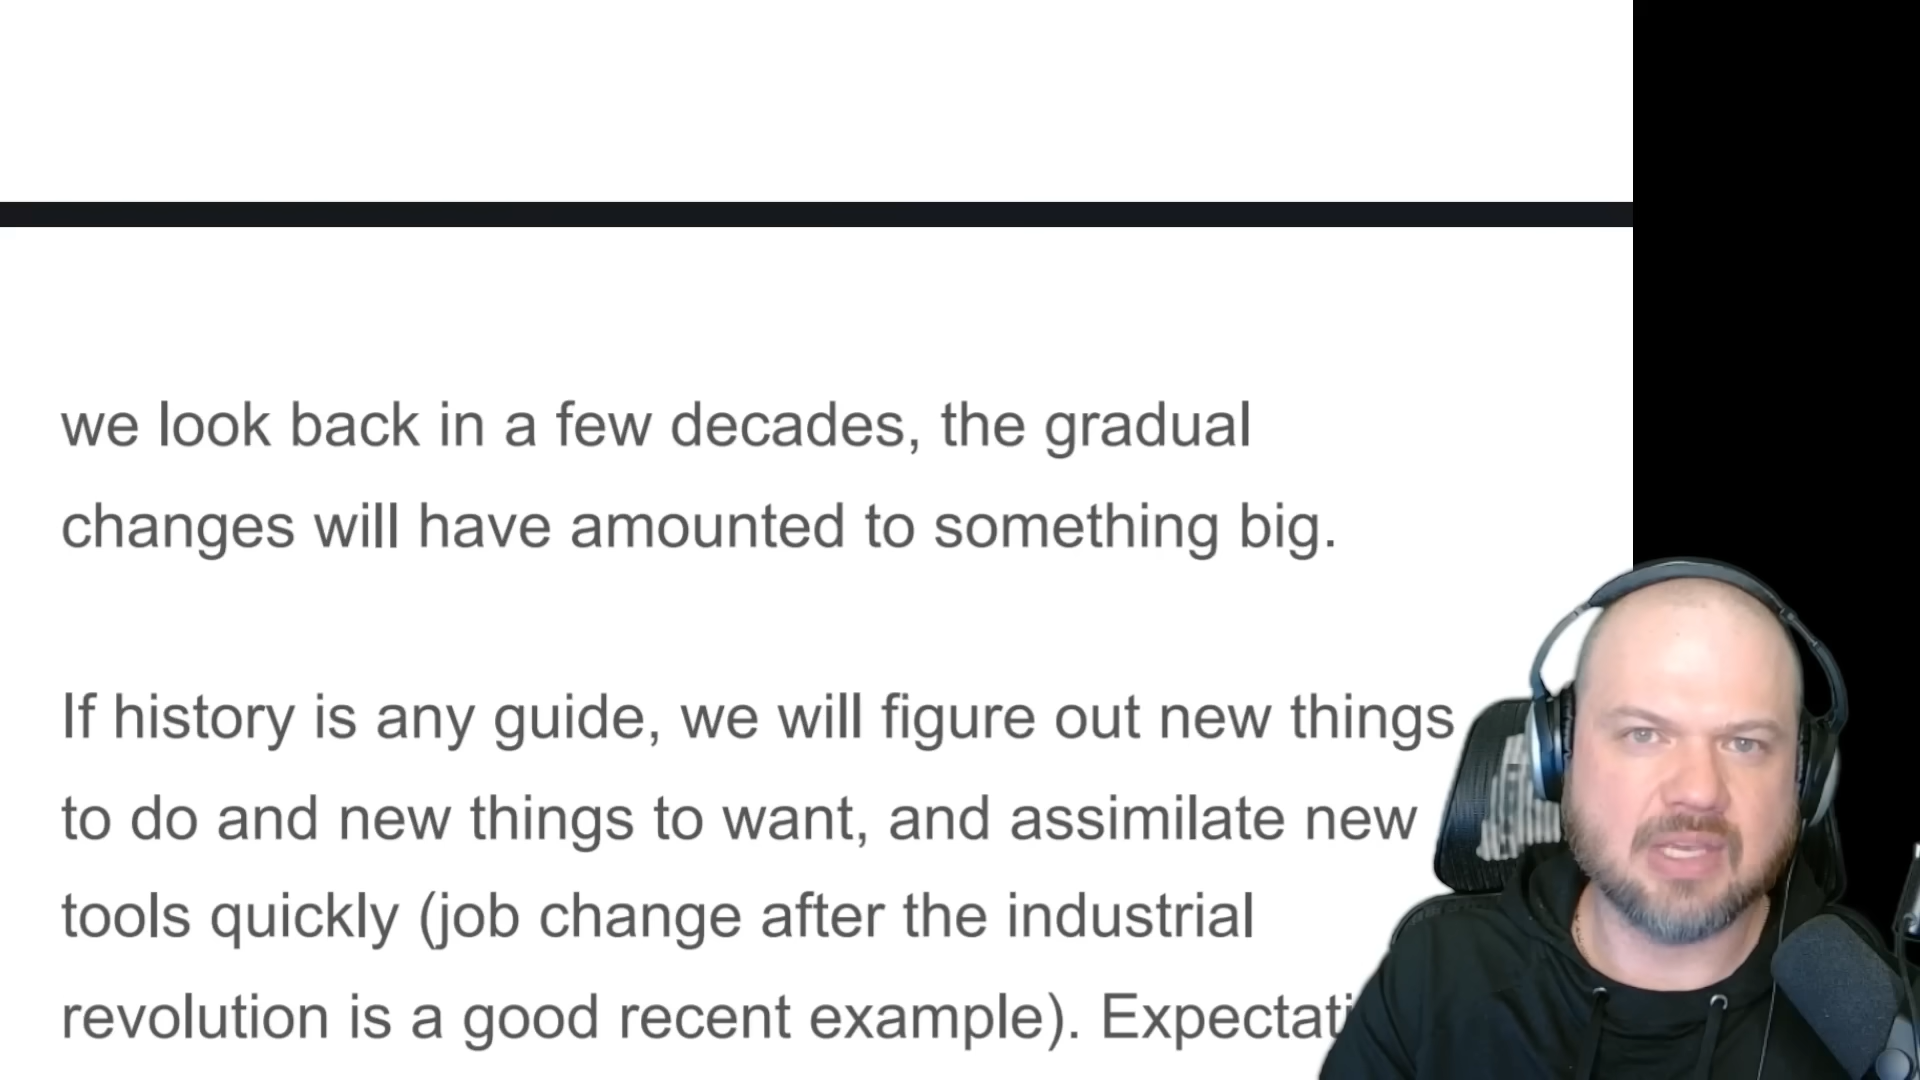 we look back in a few decades, the gradual
changes will have amounted to something big.
If history is any guide, we will figure out new things
to do and new things to want, and assimilate new
tools quickly (job change after the industrial
revolution is a good recent example).